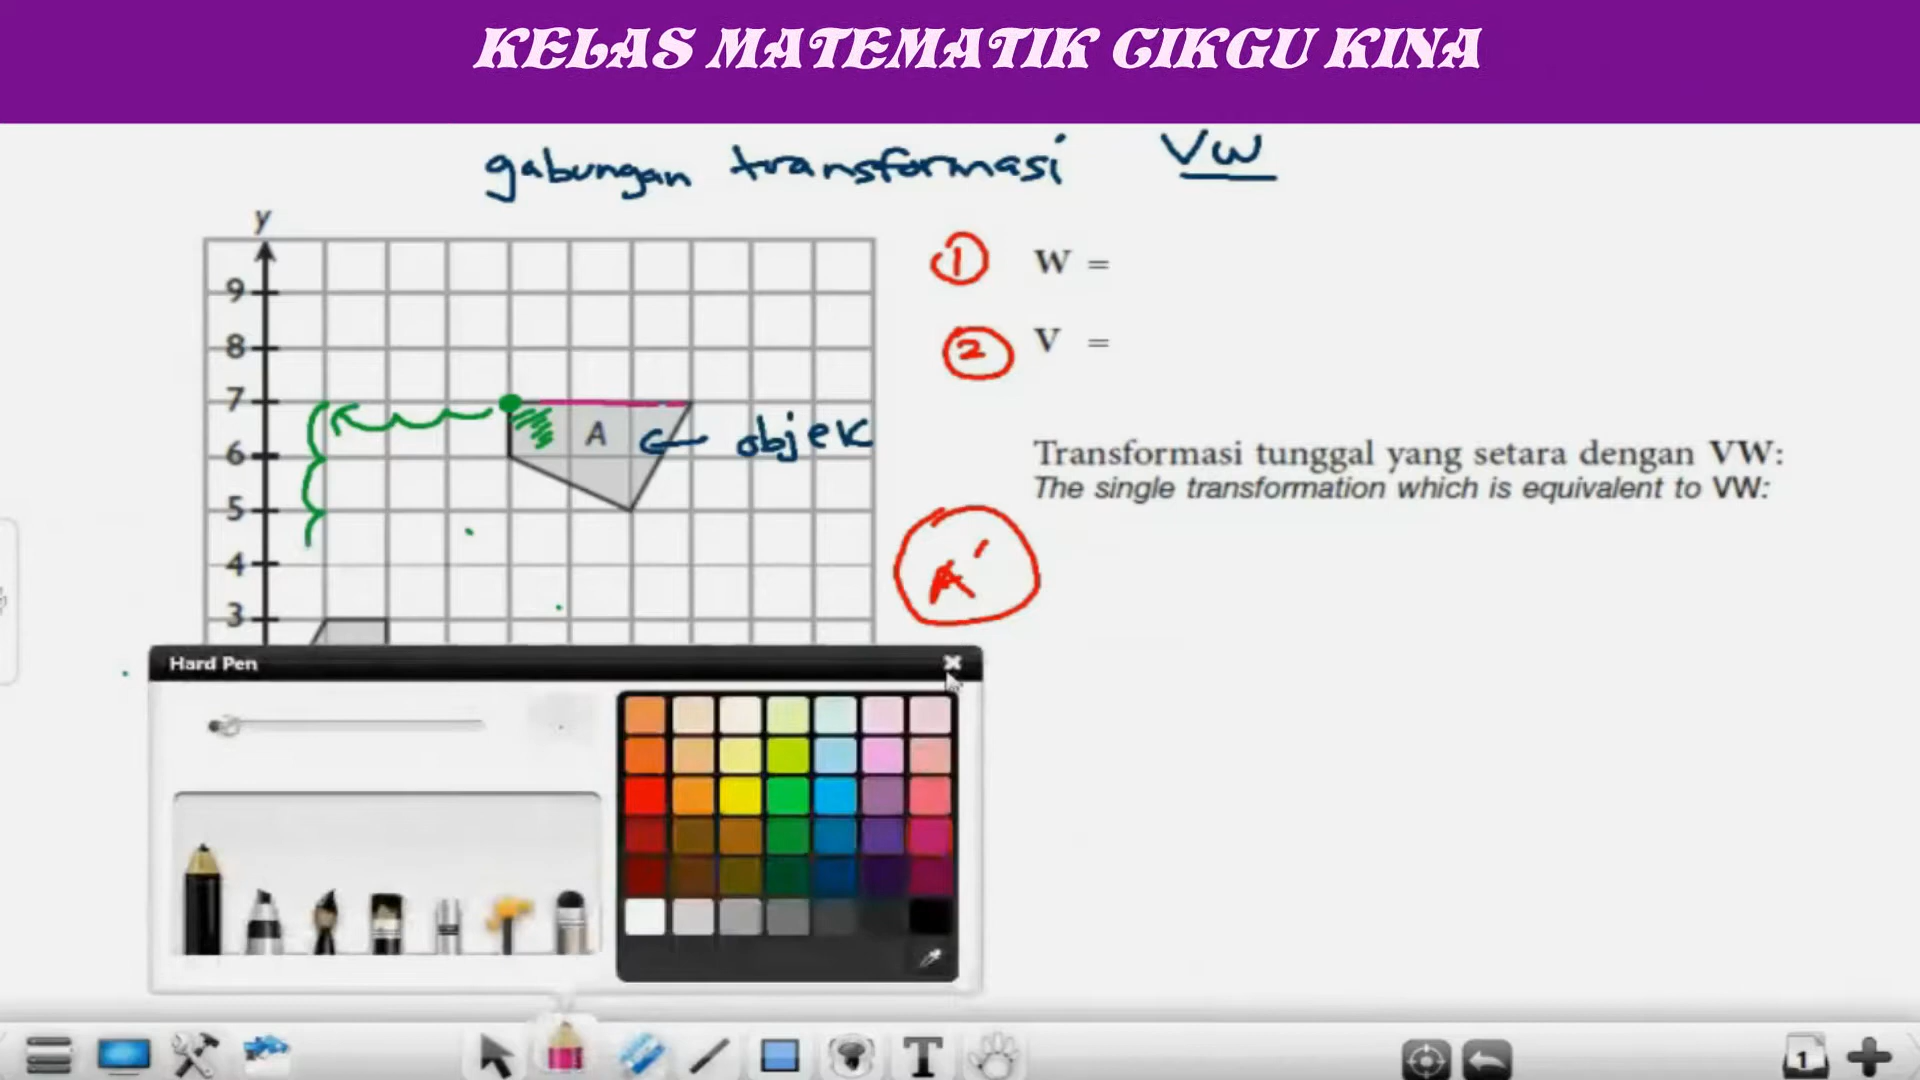 KELAS MATEMATIK CIKGU KINA
gabungan transformasi VW
y
9
8
7
6
5
4
3
A
objek
1 W =
2 V =
Transformasi tunggal yang setara dengan VW:
The single transformation which is equivalent to VW:
A'
Hard Pen
T
1